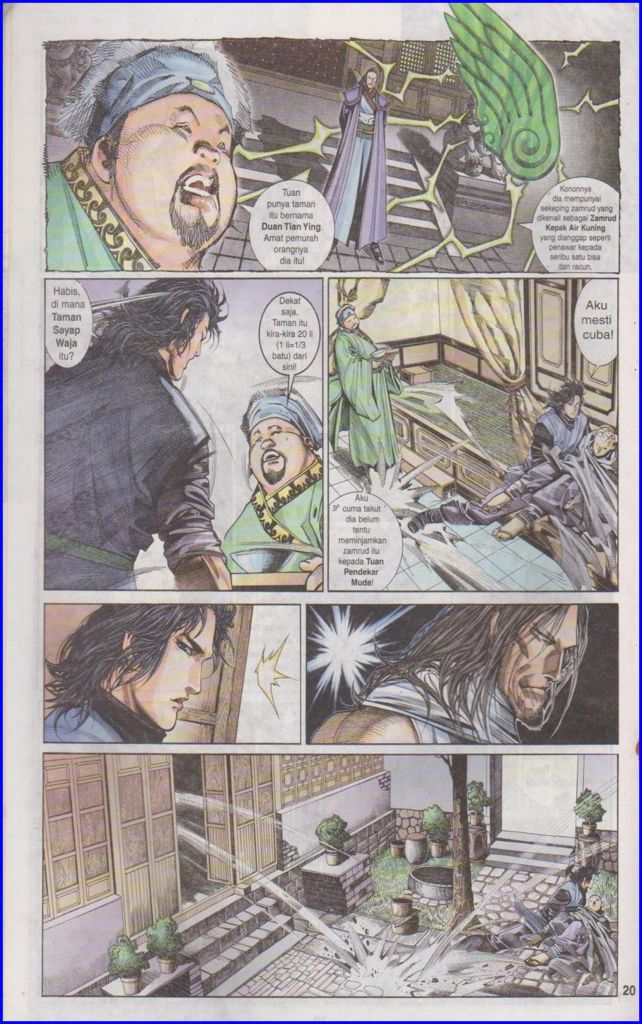 Tuan
punya taman
itu bernama
Duan Tian Ying.
Amat pemurah
orangnya
dia itu!
Kononnya
dia mempunyai
sekeping zamrud yang
dikenali sebagai Zamrud
Kepak Air Kuning
yang dianggap seperti
penawar kepada
seribu satu bisa
dan racun.
Habis,
di mana
Taman
Sayap
Waja
itu?
Dekat
saja.
Taman itu
kira-kira 20 li
(1 li=1/3
batu) dari
sini!
Aku
mesti
cuba!
Aku
cuma takut
dia belum
tentu
meminjamkan
zamrud itu
kepada Tuan
Pendekar
Muda!
20